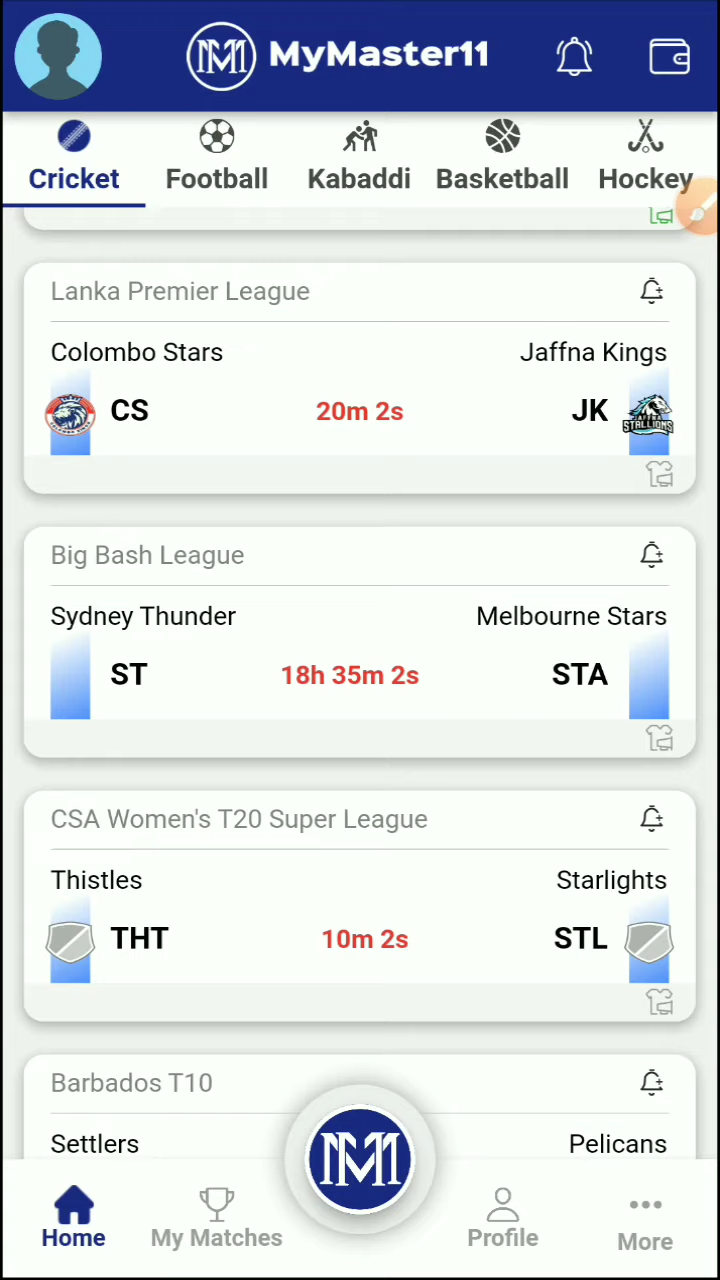 MM MyMaster11
Cricket Football Kabaddi Basketball Hockey
Lanka Premier League
Colombo Stars Jaffna Kings
CS 20m 2s JK
STALLIONS
Big Bash League
Sydney Thunder Melbourne Stars
ST 18h 35m 2s STA
CSA Women's T20 Super League
Thistles Starlights
THT 10m 2s STL
Barbados T10
Settlers Pelicans
MM
Home My Matches Profile More